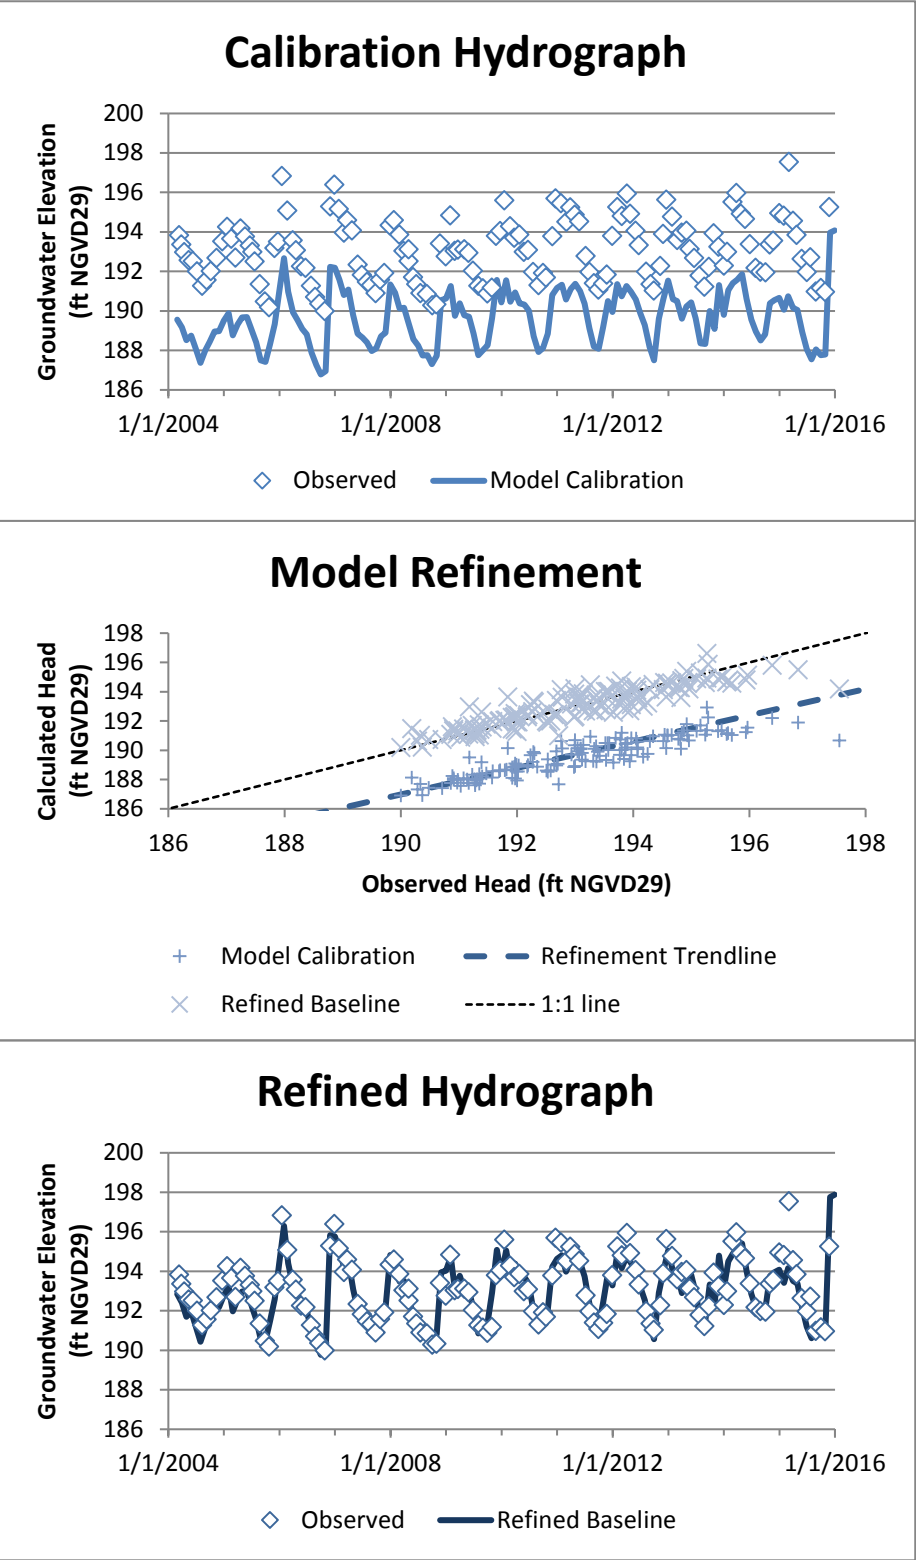 Calibration Hydrograph
Groundwater Elevation
(ft NGVD29)
200
198
196
194
192
190
188
186
1/1/2004 1/1/2008 1/1/2012 1/1/2016
Observed Model Calibration
Model Refinement
Calculated Head
(ft NGVD29)
198
196
194
192
190
188
186
186 188 190 192 194 196 198
Observed Head (ft NGVD29)
Model Calibration Refinement Trendline
Refined Baseline 1:1 line
Refined Hydrograph
Groundwater Elevation
(ft NGVD29)
200
198
196
194
192
190
188
186
1/1/2004 1/1/2008 1/1/2012 1/1/2016
Observed Refined Baseline